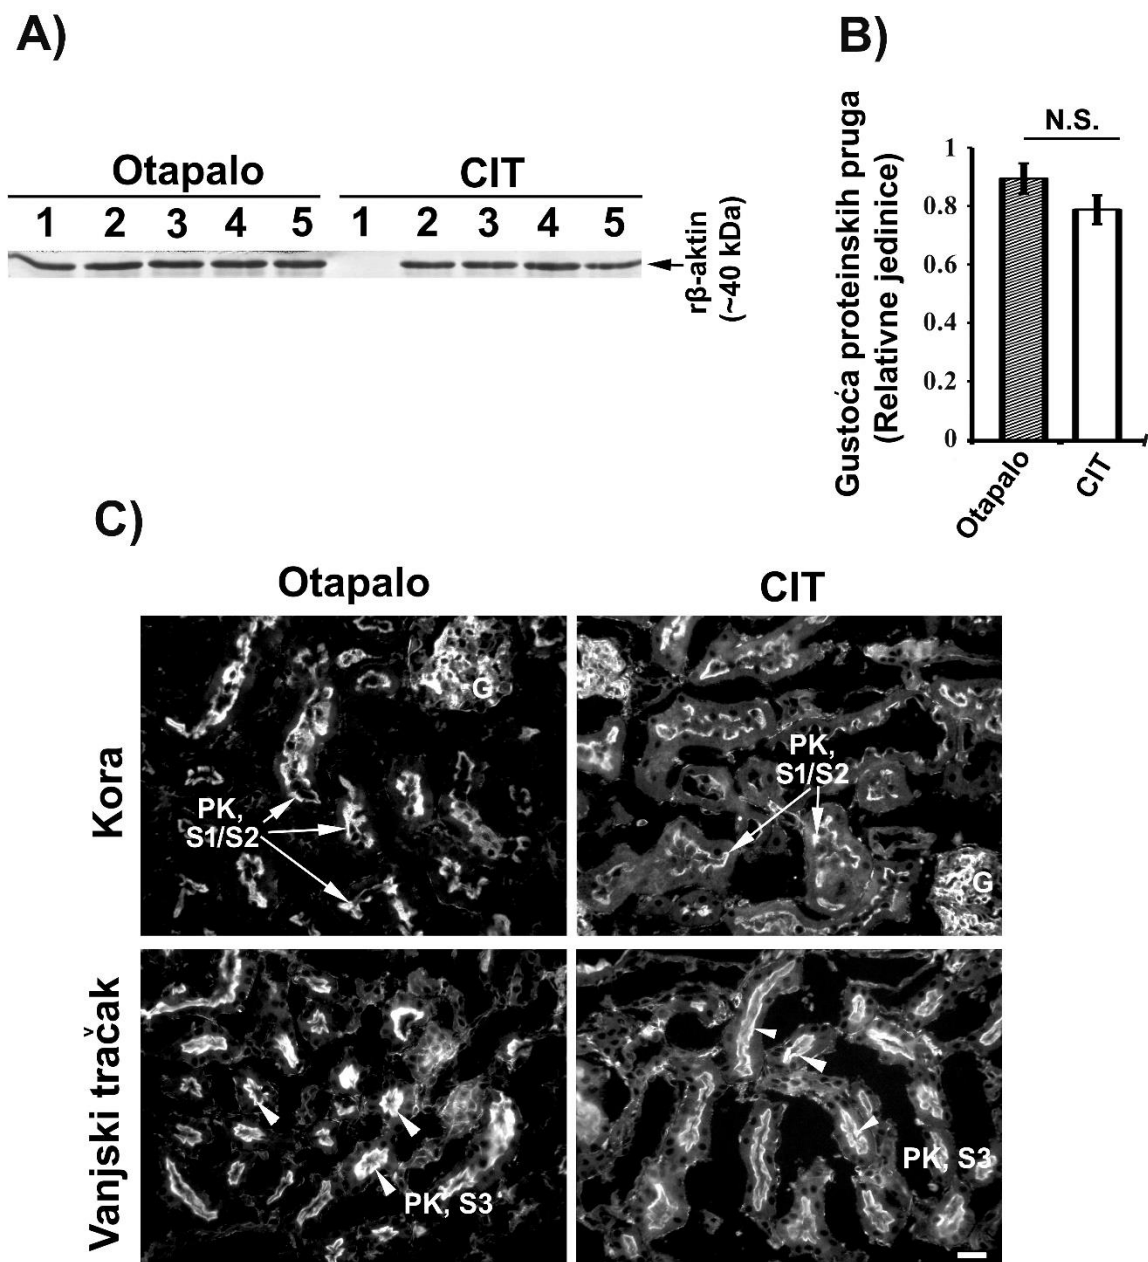 A)
Otapalo CIT
1 2 3 4 5 1 2 3 4 5
rβ-aktin
(~40 kDa)
B)
Gustoća proteinskih pruga
(Relativne jedinice)
N.S.
1
0.8
0.6
0.4
0.2
0
Otapalo
CIT
C)
Otapalo CIT
Kora
G
PK,
S1/S2
PK,
S1/S2
G
Vanjski tračak
PK, S3
PK, S3